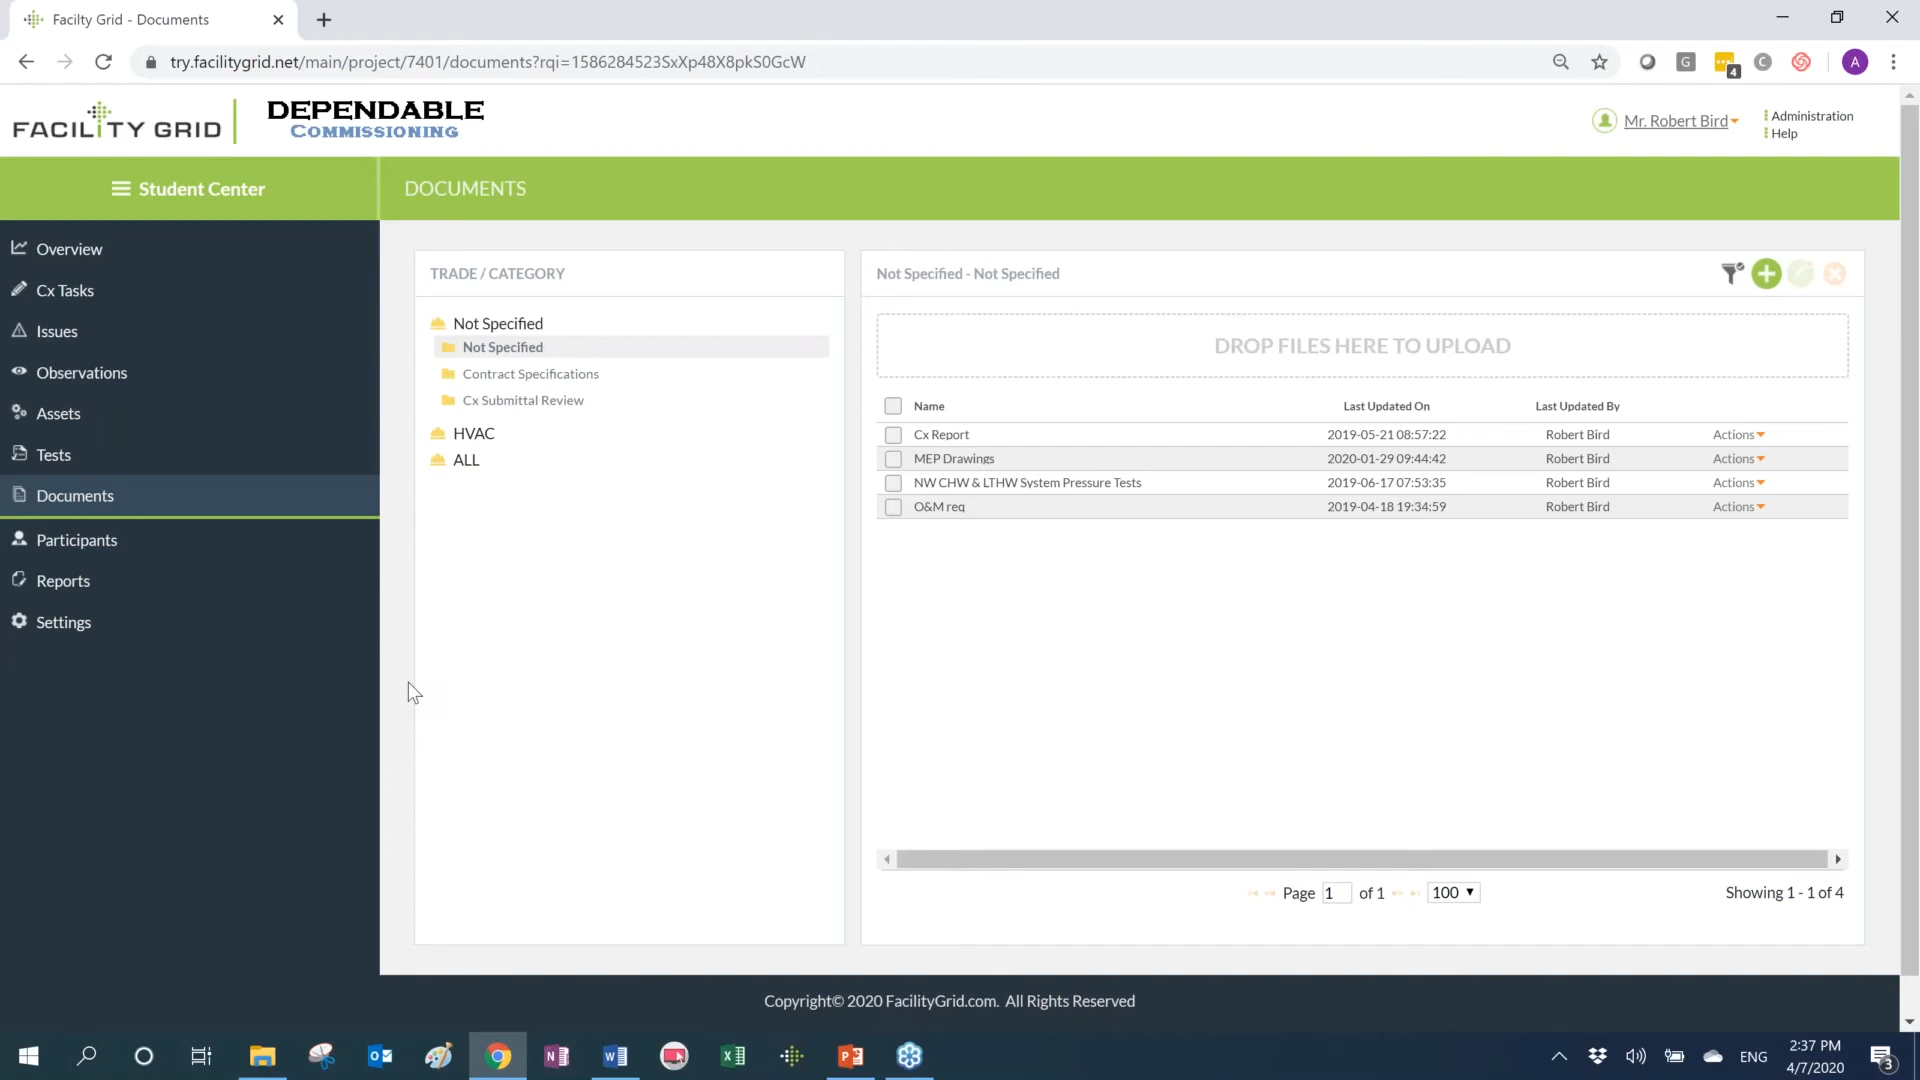 Facilty Grid - Documents
try.facilitygrid.net/main/project/7401/documents?rqi=1586284523SxXp48X8pkS0GcW
G
4
C
A
FACILITY GRID
DEPENDABLE
COMMISSIONING
Mr. Robert Bird
Administration
Help
Student Center
DOCUMENTS
Overview
Cx Tasks
Issues
Observations
Assets
Tests
Documents
Participants
Reports
Settings
TRADE / CATEGORY
Not Specified
Not Specified
Contract Specifications
Cx Submittal Review
HVAC
ALL
Not Specified - Not Specified
DROP FILES HERE TO UPLOAD
Name Last Updated On Last Updated By
Cx Report 2019-05-21 08:57:22 Robert Bird Actions
MEP Drawings 2020-01-29 09:44:42 Robert Bird Actions
NW CHW & LTHW System Pressure Tests 2019-06-17 07:53:35 Robert Bird Actions
O&M req 2019-04-18 19:34:59 Robert Bird Actions
Page 1 of 1 100 Showing 1 - 1 of 4
Copyright© 2020 FacilityGrid.com. All Rights Reserved
ENG
2:37 PM
4/7/2020
3